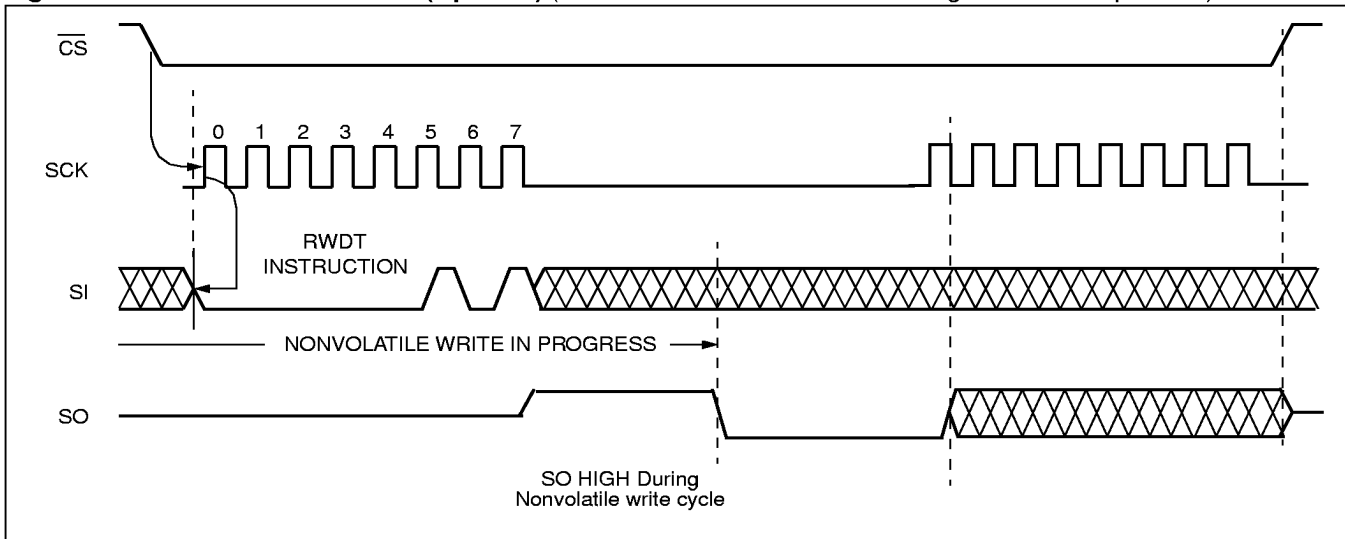 CS
0 1 2 3 4 5 6 7
SCK
RWDT
INSTRUCTION
SI
NONVOLATILE WRITE IN PROGRESS
SO
SO HIGH During
Nonvolatile write cycle